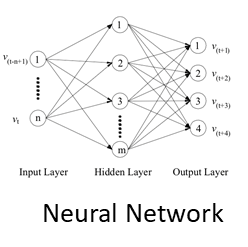 1
v(t-n+1) 1 1 v(t+1)
2 2 v(t+2)
3 3 v(t+3)
vt n 4 v(t+4)
m
Input Layer Hidden Layer Output Layer
Neural Network